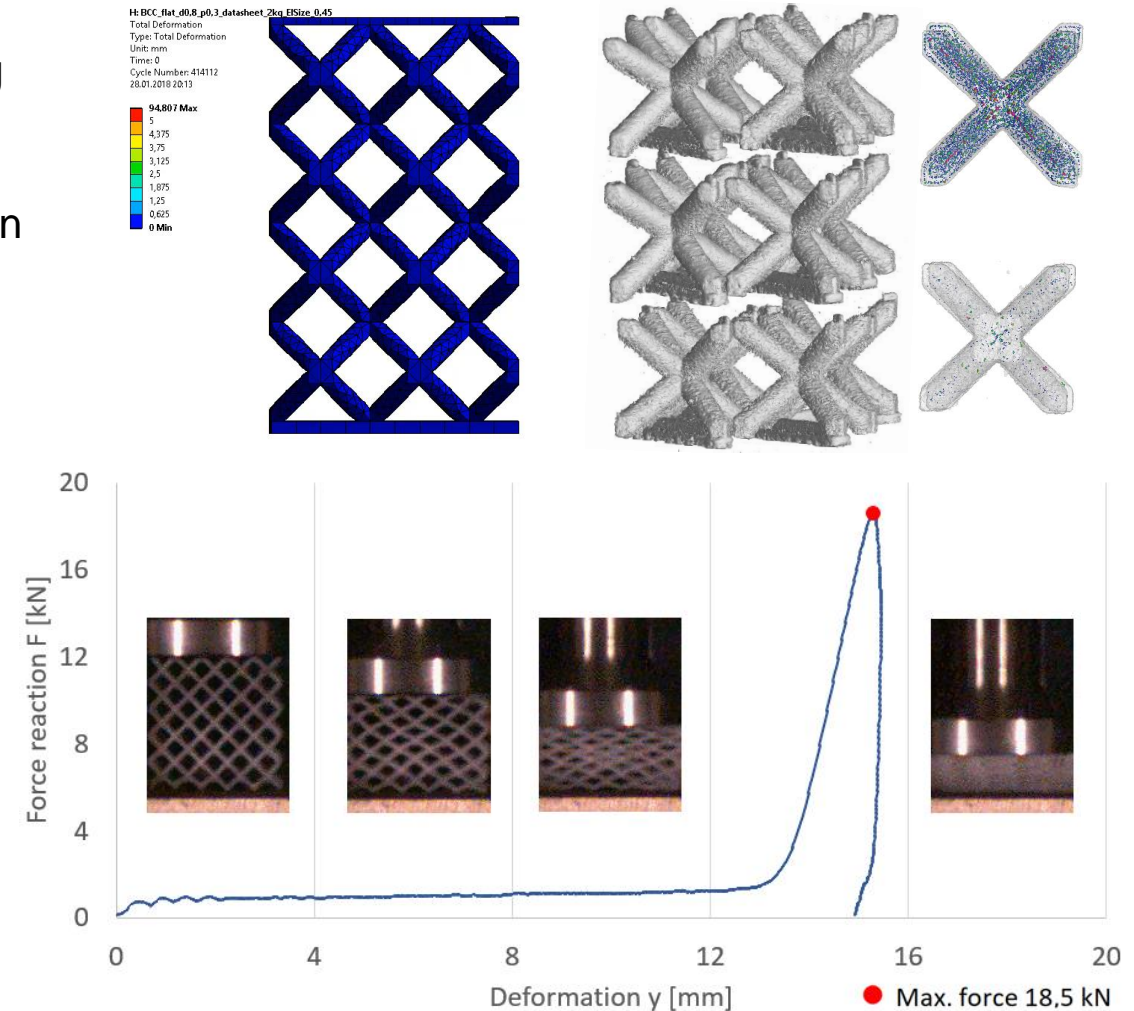 H: BCC_flat_d0,8_p0,3_datasheet_2kg_ElSize_0,45
Total Deformation
Type: Total Deformation
Unit: mm
Time: 0
Cycle Number: 414112
28.01.2018 20:13
94,807 Max
5
4,375
3,75
3,125
2,5
1,875
1,25
0,625
0 Min
n
20
16
12
8
4
0
Force reaction F [kN]
0 4 8 12 16 20
Deformation y [mm]
Max. force 18,5 kN